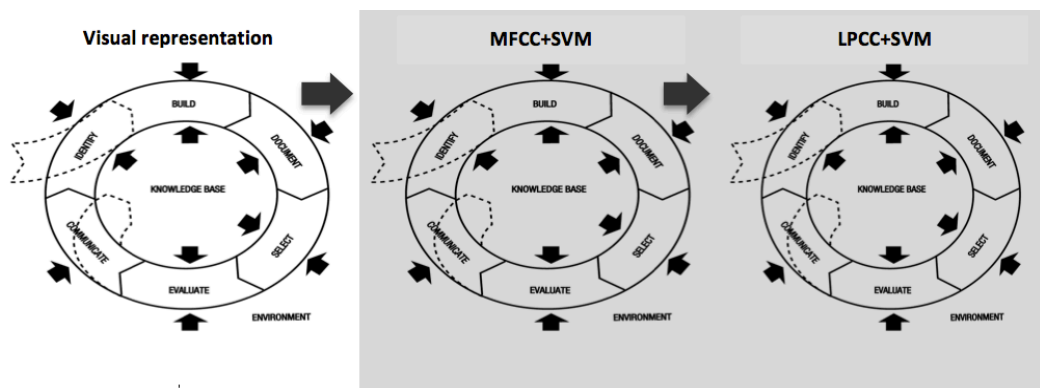 Visual representation
BUILD
IDENTIFY
DOCUMENT
KNOWLEDGE BASE
COMMUNICATE
SELECT
EVALUATE
ENVIRONMENT
MFCC+SVM
BUILD
IDENTIFY
DOCUMENT
KNOWLEDGE BASE
COMMUNICATE
SELECT
EVALUATE
ENVIRONMENT
LPCC+SVM
BUILD
IDENTIFY
DOCUMENT
KNOWLEDGE BASE
COMMUNICATE
SELECT
EVALUATE
ENVIRONMENT